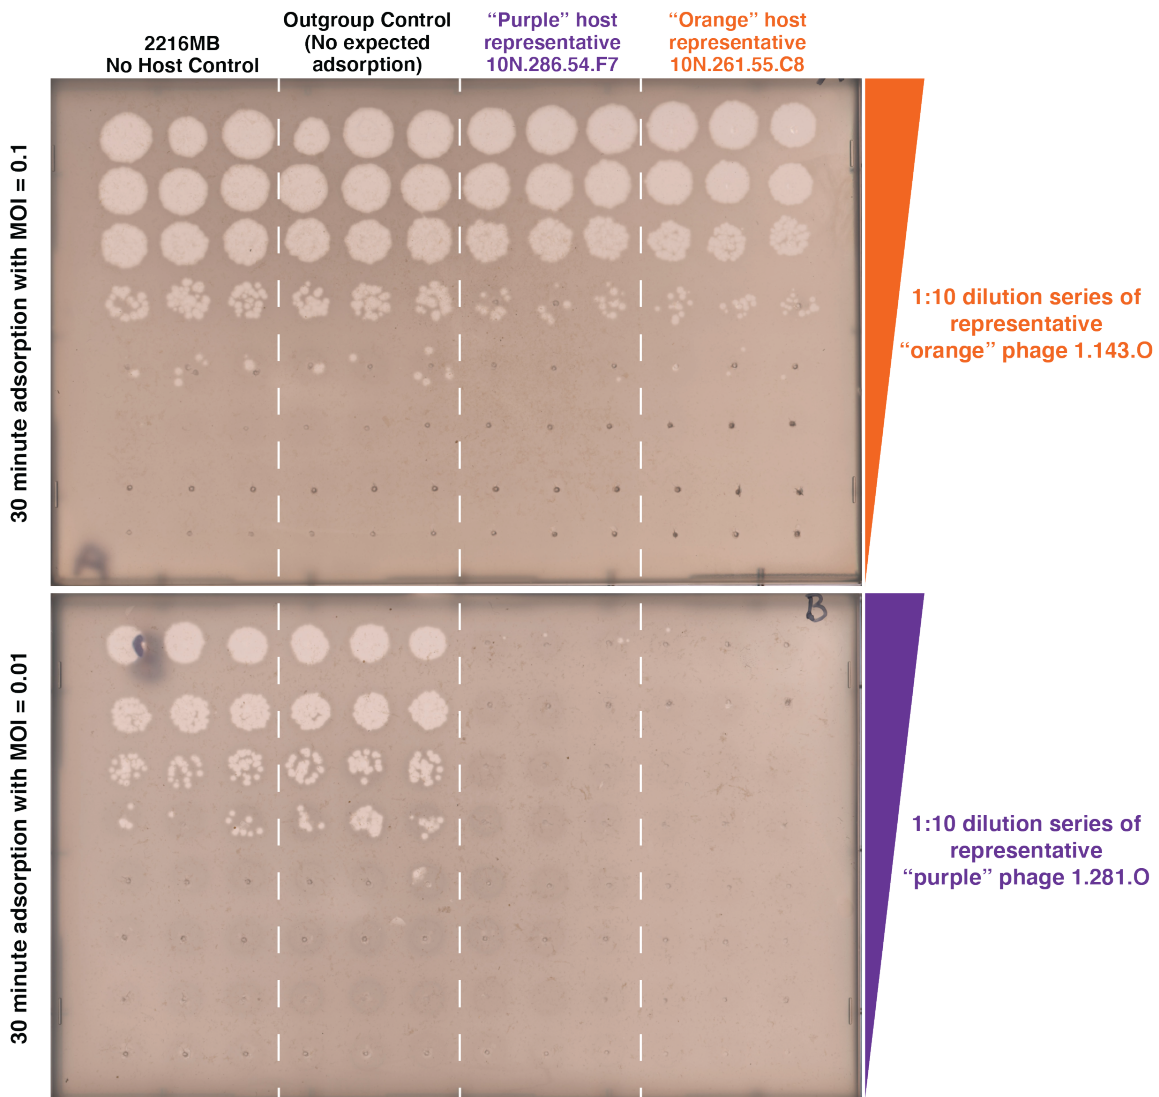 2216MB
No Host Control
Outgroup Control
(No expected
adsorption)
“Purple” host
representative
10N.286.54.F7
“Orange” host
representative
10N.261.55.C8
30 minute adsorption with MOI = 0.1
1:10 dilution series of
representative
“orange” phage 1.143.O
A
B
30 minute adsorption with MOI = 0.01
1:10 dilution series of
representative
“purple” phage 1.281.O